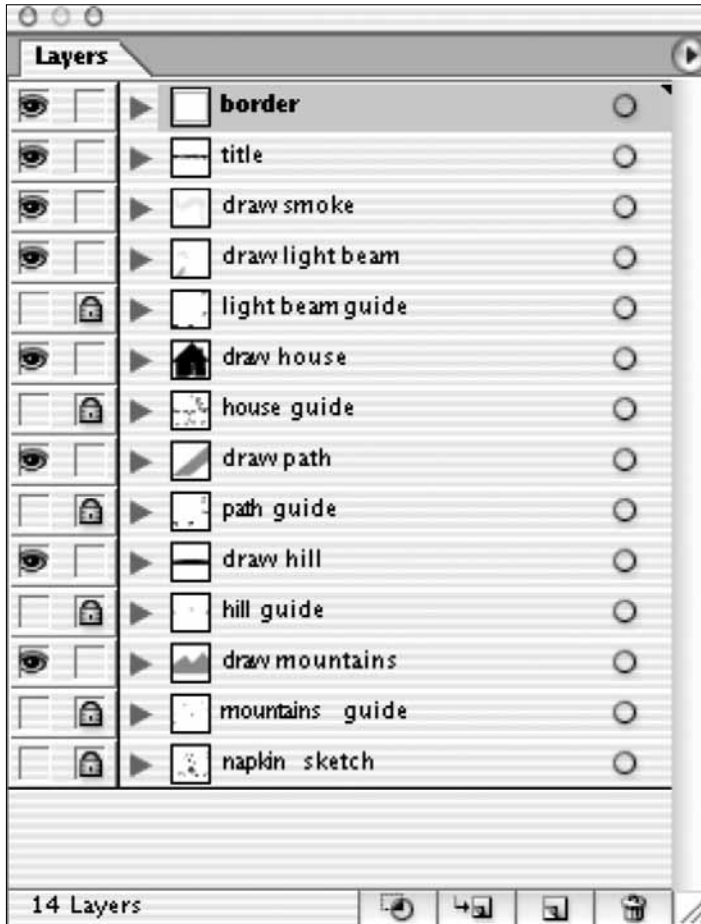 Layers
border
title
draw smoke
draw light beam
light beam guide
draw house
house guide
draw path
path guide
draw hill
hill guide
draw mountains
mountains guide
napkin sketch
14 Layers